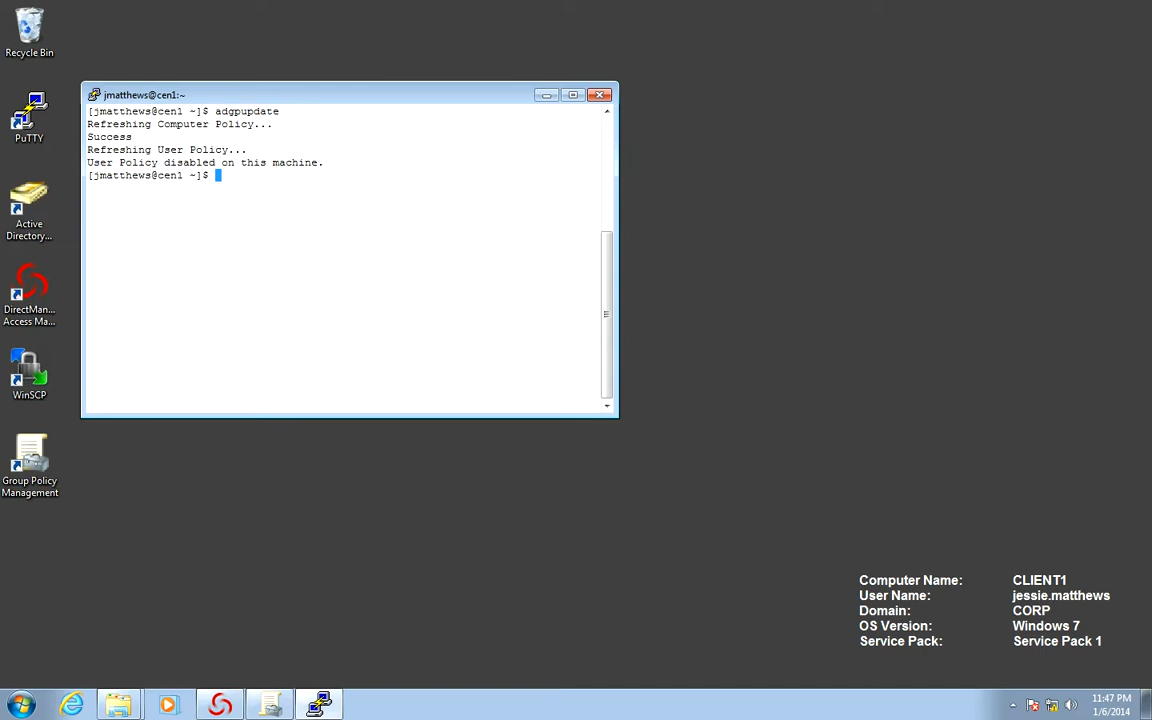 Recycle Bin
PuTTY
Active
Directory...
DirectMan...
Access Ma...
WinSCP
Group Policy
Management
jmatthews@cen1:~
[jmatthews@cen1 ~]$ adgpupdate
Refreshing Computer Policy...
Success
Refreshing User Policy...
User Policy disabled on this machine.
[jmatthews@cen1 ~]$
Computer Name: CLIENT1
User Name: jessie.matthews
Domain: CORP
OS Version: Windows 7
Service Pack: Service Pack 1
11:47 PM
1/6/2014